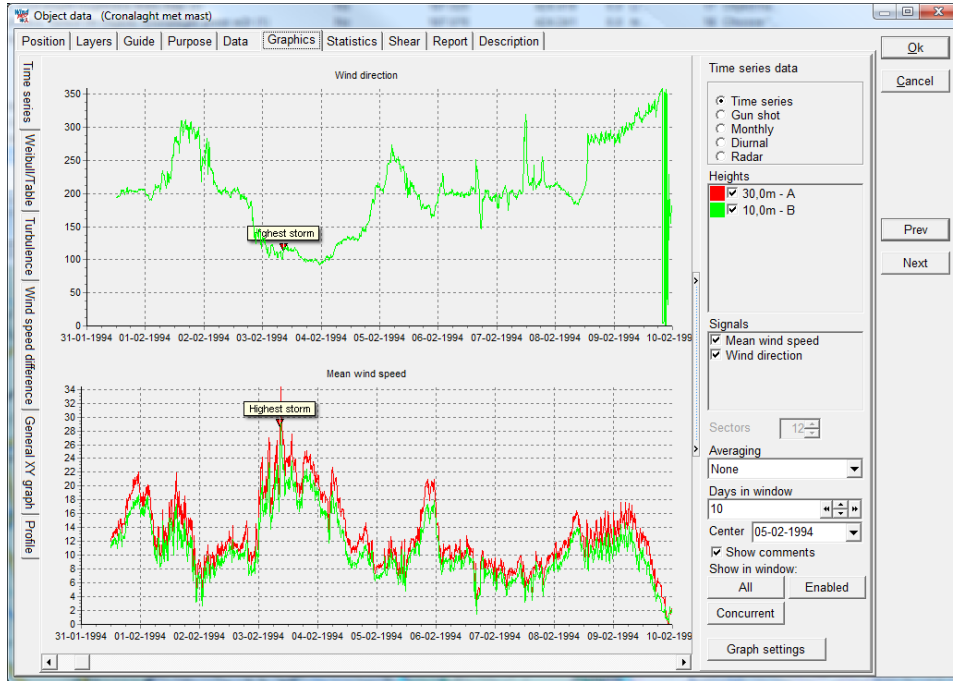 Object data (Cronalaght met mast)
Position Layers Guide Purpose Data Graphics Statistics Shear Report Description
Ok
Cancel
Prev
Next
Time series
Weibull/Table
Turbulence
Wind speed difference
General XY graph
Profile
Wind direction
350
300
250
200
150
100
50
0
Highest storm
31-01-1994 01-02-1994 02-02-1994 03-02-1994 04-02-1994 05-02-1994 06-02-1994 07-02-1994 08-02-1994 09-02-1994 10-02-1994
Mean wind speed
34
32
30
28
26
24
22
20
18
16
14
12
10
8
6
4
2
0
Highest storm
31-01-1994 01-02-1994 02-02-1994 03-02-1994 04-02-1994 05-02-1994 06-02-1994 07-02-1994 08-02-1994 09-02-1994 10-02-199
Time series data
Time series
Gun shot
Monthly
Diurnal
Radar
Heights
30,0m - A
10,0m - B
Signals
Mean wind speed
Wind direction
Sectors 12
Averaging
None
Days in window
10
Center 05-02-1994
Show comments
Show in window:
All Enabled
Concurrent
Graph settings